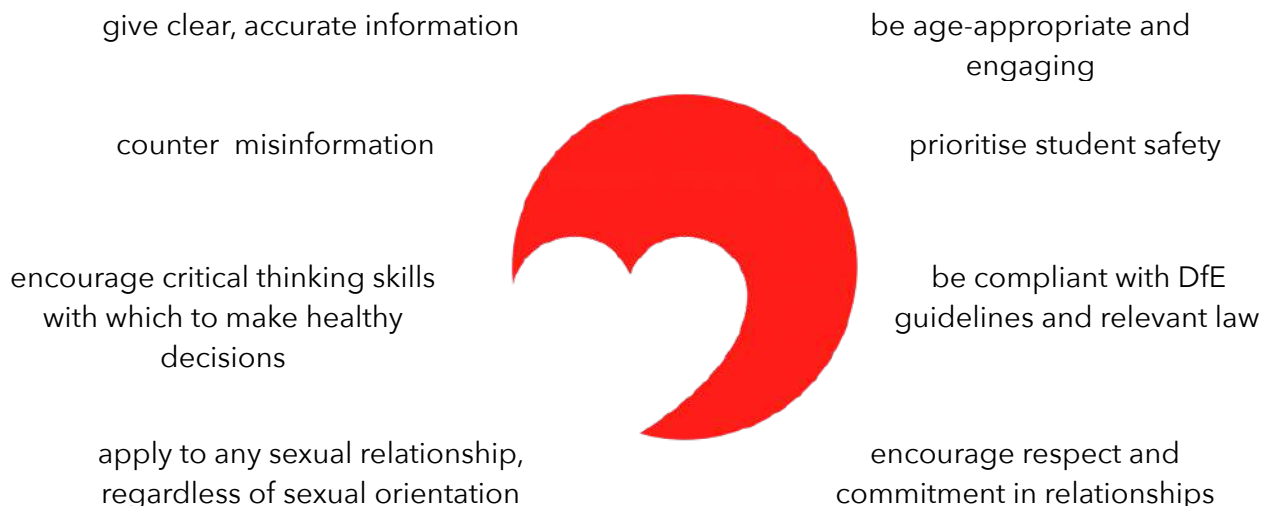 give clear, accurate information
be age-appropriate and
engaging
counter  misinformation
prioritise student safety
encourage critical thinking skills
with which to make healthy
decisions
be compliant with DfE
guidelines and relevant law
apply to any sexual relationship,
regardless of sexual orientation
encourage respect and
commitment in relationships